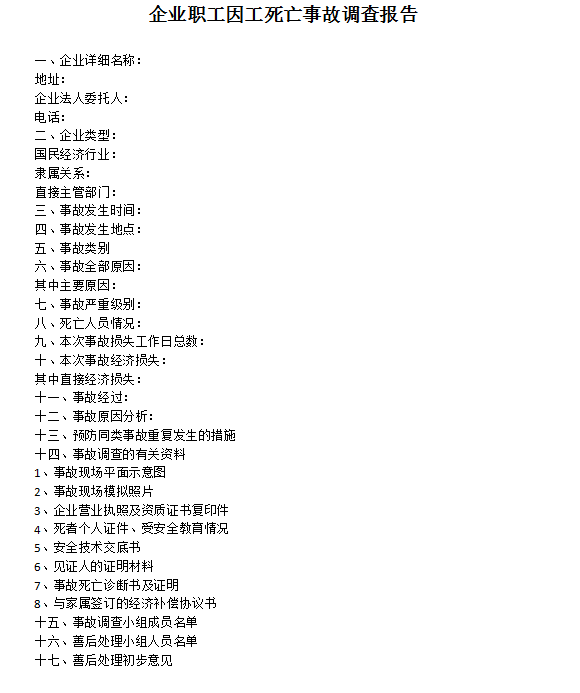 企业职工因工死亡事故调查报告
一、企业详细名称：
地址：
企业法人委托人：
电话：
二、企业类型：
国民经济行业：
隶属关系：
直接主管部门：
三、事故发生时间：
四、事故发生地点：
五、事故类别
六、事故全部原因：
其中主要原因：
七、事故严重级别：
八、死亡人员情况：
九、本次事故损失工作日总数：
十、本次事故经济损失：
其中直接经济损失：
十一、事故经过：
十二、事故原因分析：
十三、预防同类事故重复发生的措施
十四、事故调查的有关资料
1、事故现场平面示意图
2、事故现场模拟照片
3、企业营业执照及资质证书复印件
4、死者个人证件、受安全教育情况
5、安全技术交底书
6、见证人的证明材料
7、事故死亡诊断书及证明
8、与家属签订的经济补偿协议书
十五、事故调查小组成员名单
十六、善后处理小组人员名单
十七、善后处理初步意见